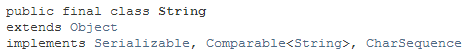 public final class String
extends Object
implements Serializable, Comparable<String>, CharSequence